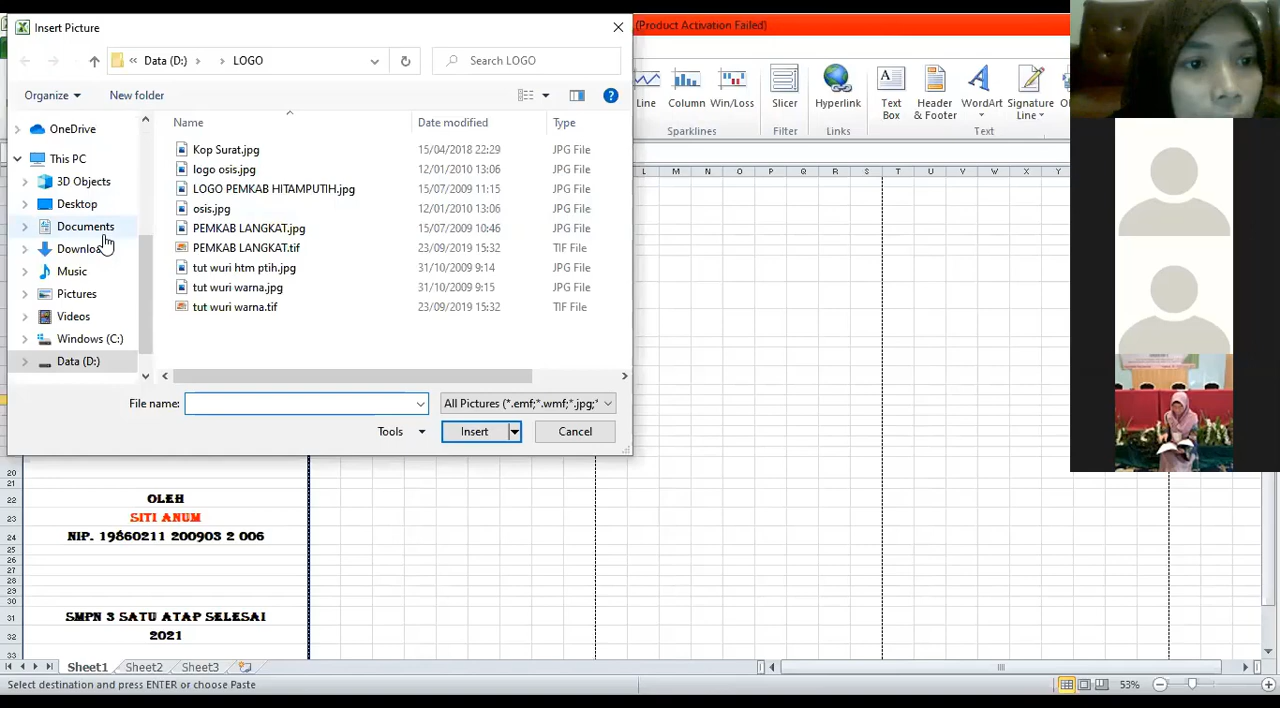 Insert Picture
(Product Activation Failed)
« Data (D:) › LOGO
Search LOGO
Organize
New folder
Line
Column
Win/Loss
Slicer
Hyperlink
Text Box
Header & Footer
WordArt
Signature Line
Sparklines
Filter
Links
Text
Name
Date modified
Type
OneDrive
This PC
3D Objects
Desktop
Documents
Music
Pictures
Videos
Windows (C:)
Data (D:)
Kop Surat.jpg 15/04/2018 22:29 JPG File
logo osis.jpg 12/01/2010 13:06 JPG File
LOGO PEMKAB HITAMPUTIH.jpg 15/07/2009 11:15 JPG File
osis.jpg 12/01/2010 13:06 JPG File
PEMKAB LANGKAT.jpg 15/07/2009 10:46 JPG File
PEMKAB LANGKAT.tif 23/09/2019 15:32 TIF File
tut wuri htm ptih.jpg 31/10/2009 9:14 JPG File
tut wuri warna.jpg 31/10/2009 9:15 JPG File
tut wuri warna.tif 23/09/2019 15:32 TIF File
File name:
All Pictures (*.emf;*.wmf;*.jpg;*
Tools
Insert
Cancel
L M N O P Q R S T U V W X Y
20
21
22 OLEH
23 SITI ANUM
24 NIP. 19860211 200903 2 006
25
26
27
28
29
30
31 SMPN 3 SATU ATAP SELESAI
32 2021
33
Sheet1 Sheet2 Sheet3
Select destination and press ENTER or choose Paste
53%